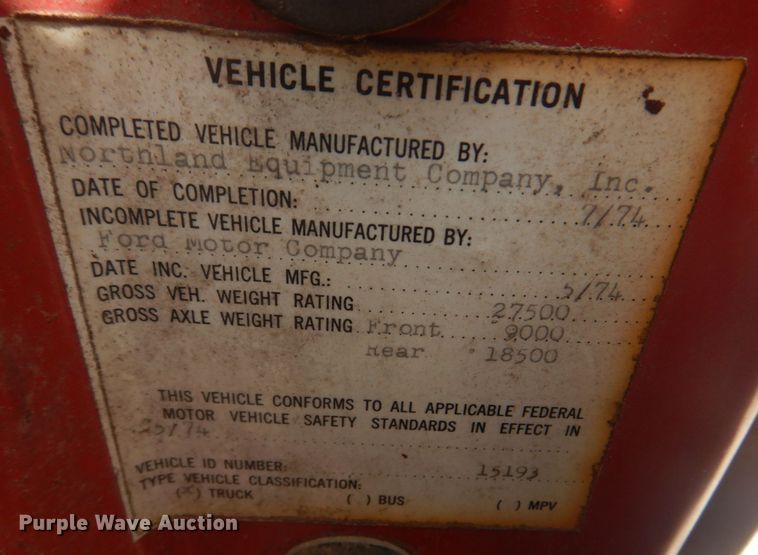 VEHICLE CERTIFICATION
COMPLETED VEHICLE MANUFACTURED BY:
Northland Equipment Company, Inc.
DATE OF COMPLETION: 7/74
INCOMPLETE VEHICLE MANUFACTURED BY:
Ford Motor Company
DATE INC. VEHICLE MFG.: 5/74
GROSS VEH. WEIGHT RATING 27500
GROSS AXLE WEIGHT RATING Front 9000
Rear 18500
THIS VEHICLE CONFORMS TO ALL APPLICABLE FEDERAL
MOTOR VEHICLE SAFETY STANDARDS IN EFFECT IN
VEHICLE ID NUMBER: 15193
TYPE VEHICLE CLASSIFICATION:
(X) TRUCK ( ) BUS ( ) MPV
Purple Wave Auction